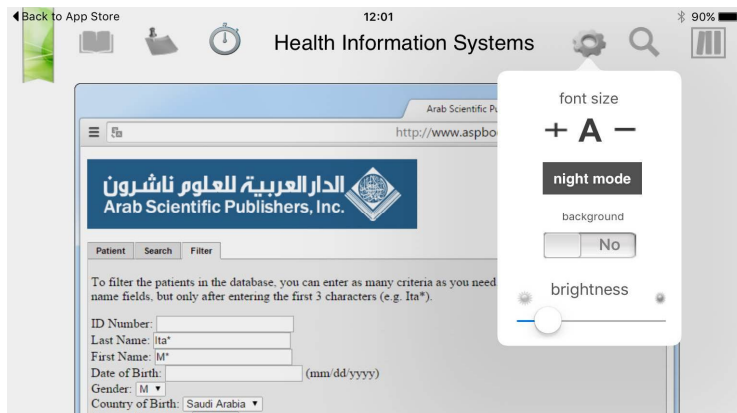 Back to App Store
12:01
90%
Health Information Systems
font size
+ A −
night mode
background
No
brightness
Arab Scientific Pu
http://www.aspbo
الدار العربية للعلوم ناشرون
Arab Scientific Publishers, Inc.
Patient Search Filter
To filter the patients in the database, you can enter as many criteria as you need
name fields, but only after entering the first 3 characters (e.g. Ita*).
ID Number:
Last Name: Ita*
First Name: M*
Date of Birth: (mm/dd/yyyy)
Gender: M
Country of Birth: Saudi Arabia